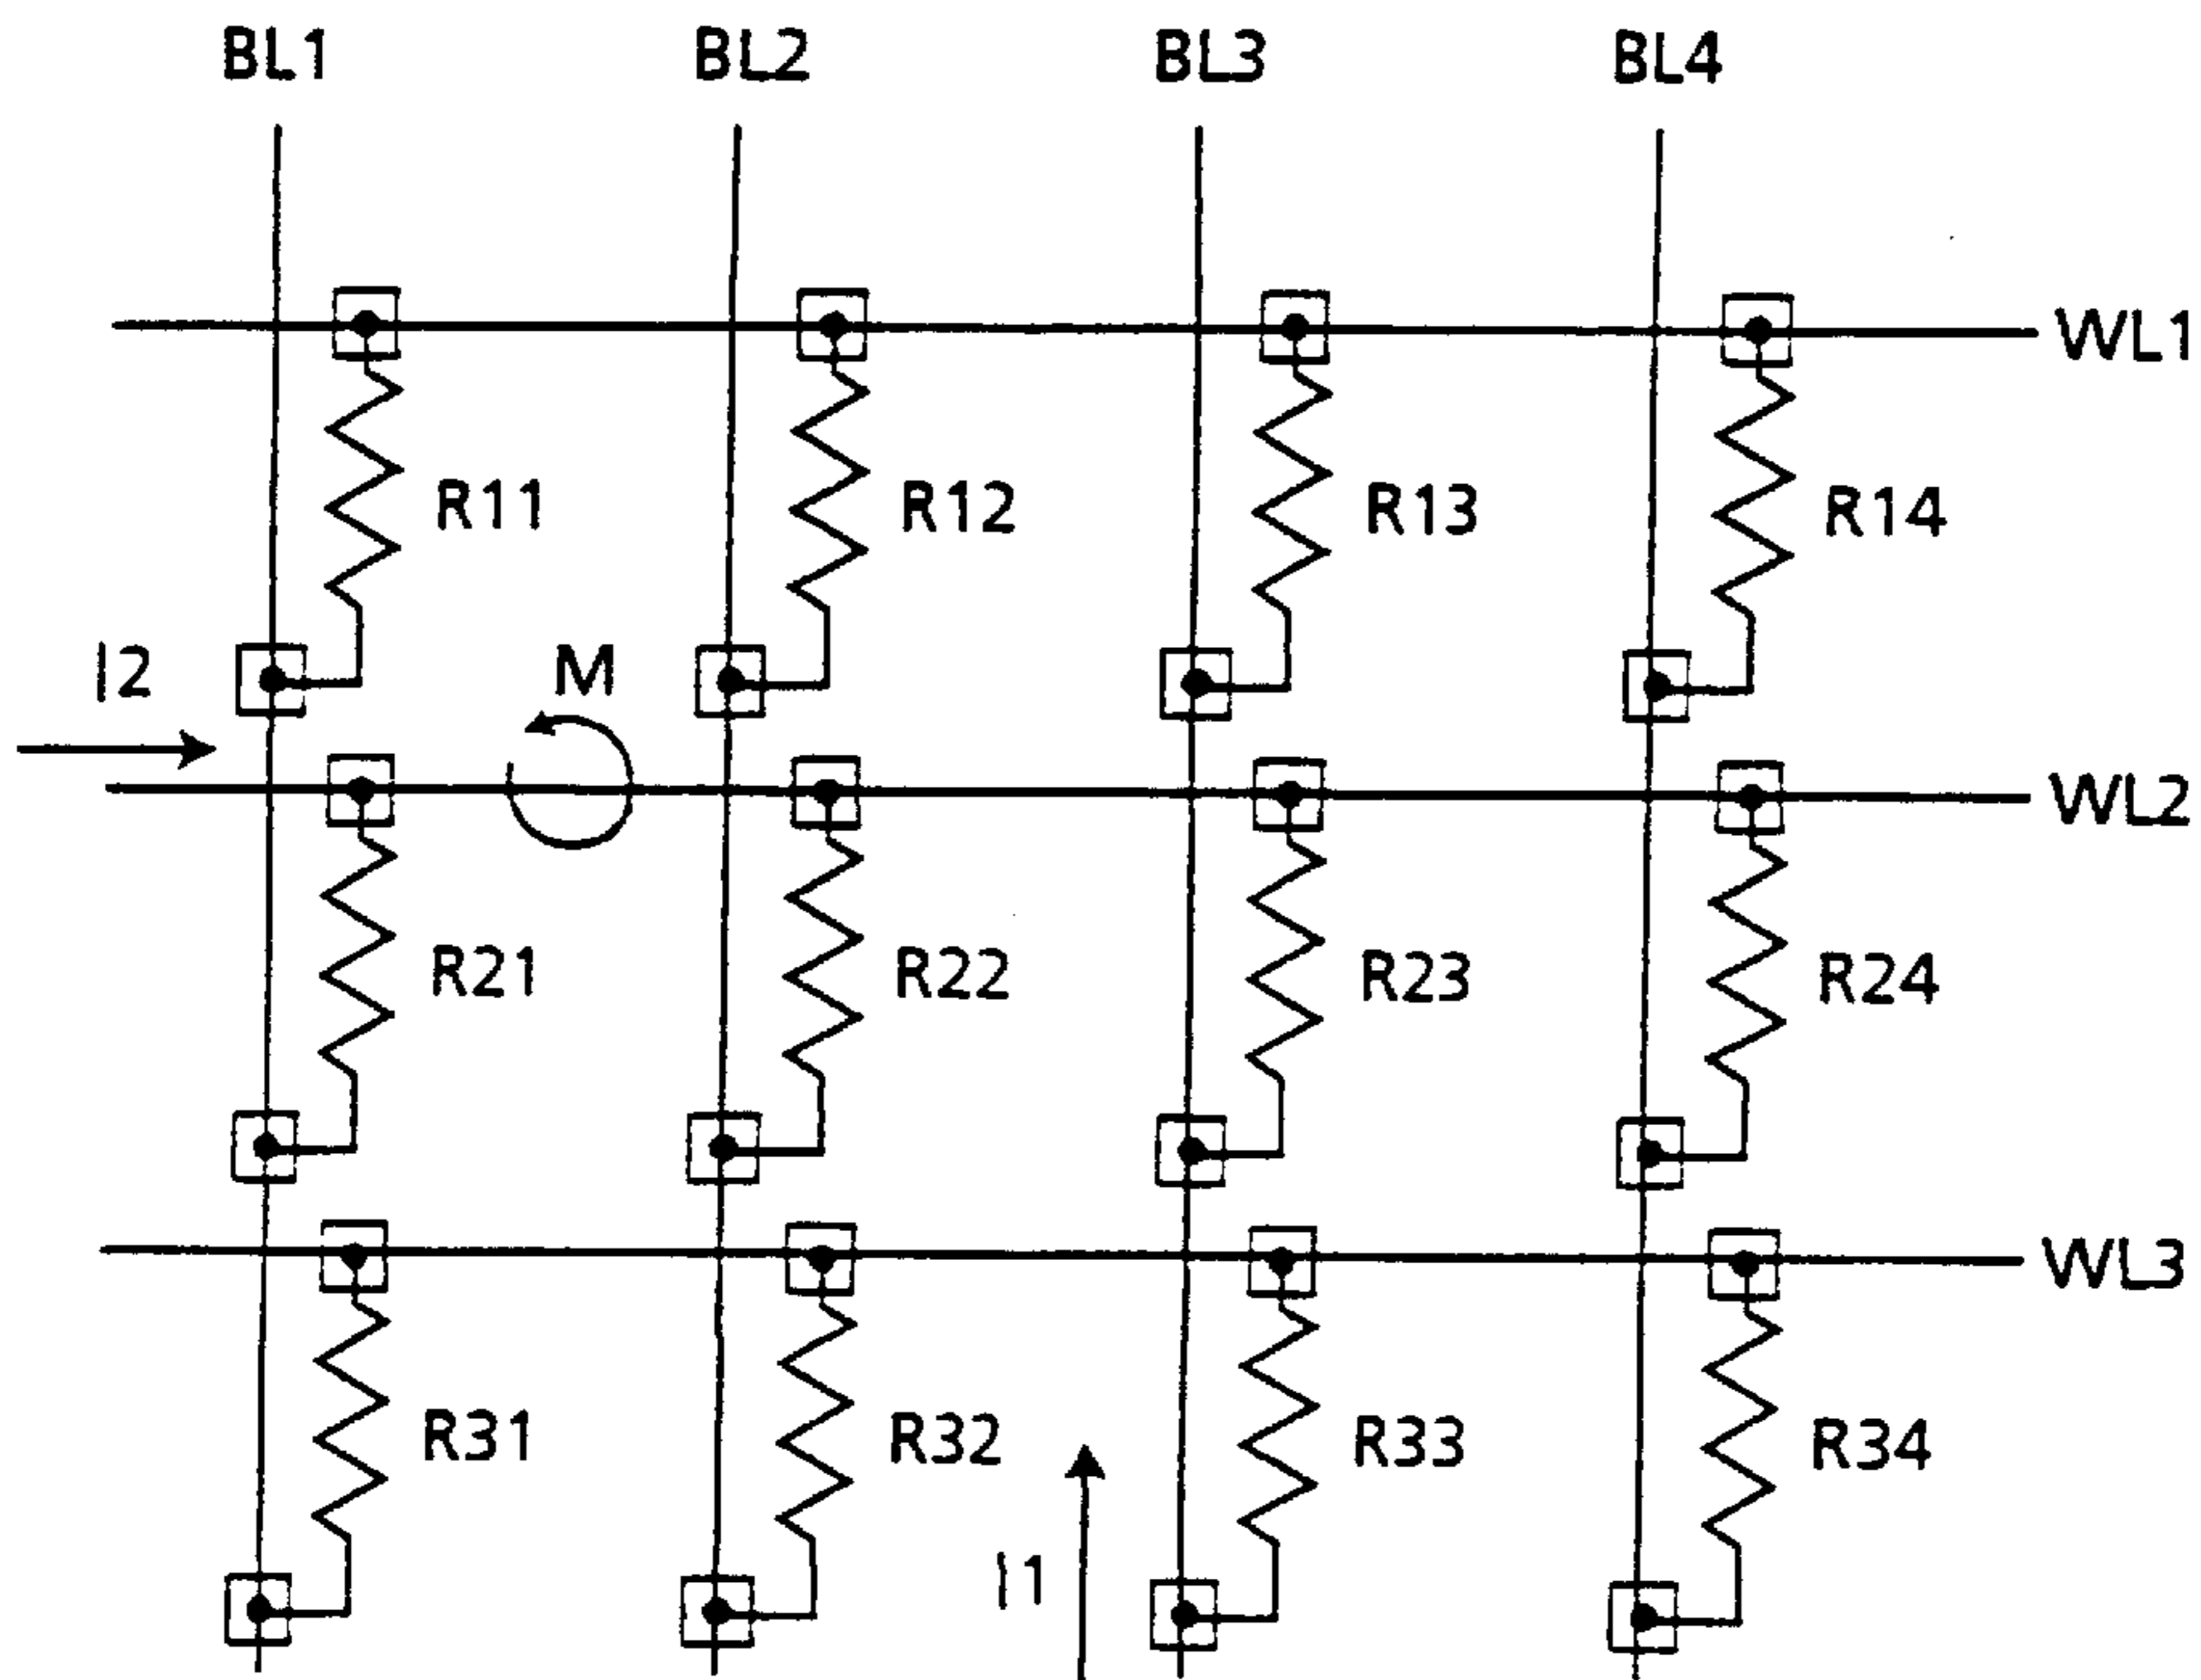 BL1 BL2 BL3 BL4
WL1
R11 R12 R13 R14
I2 M
WL2
R21 R22 R23 R24
WL3
R31 R32 R33 R34
I1